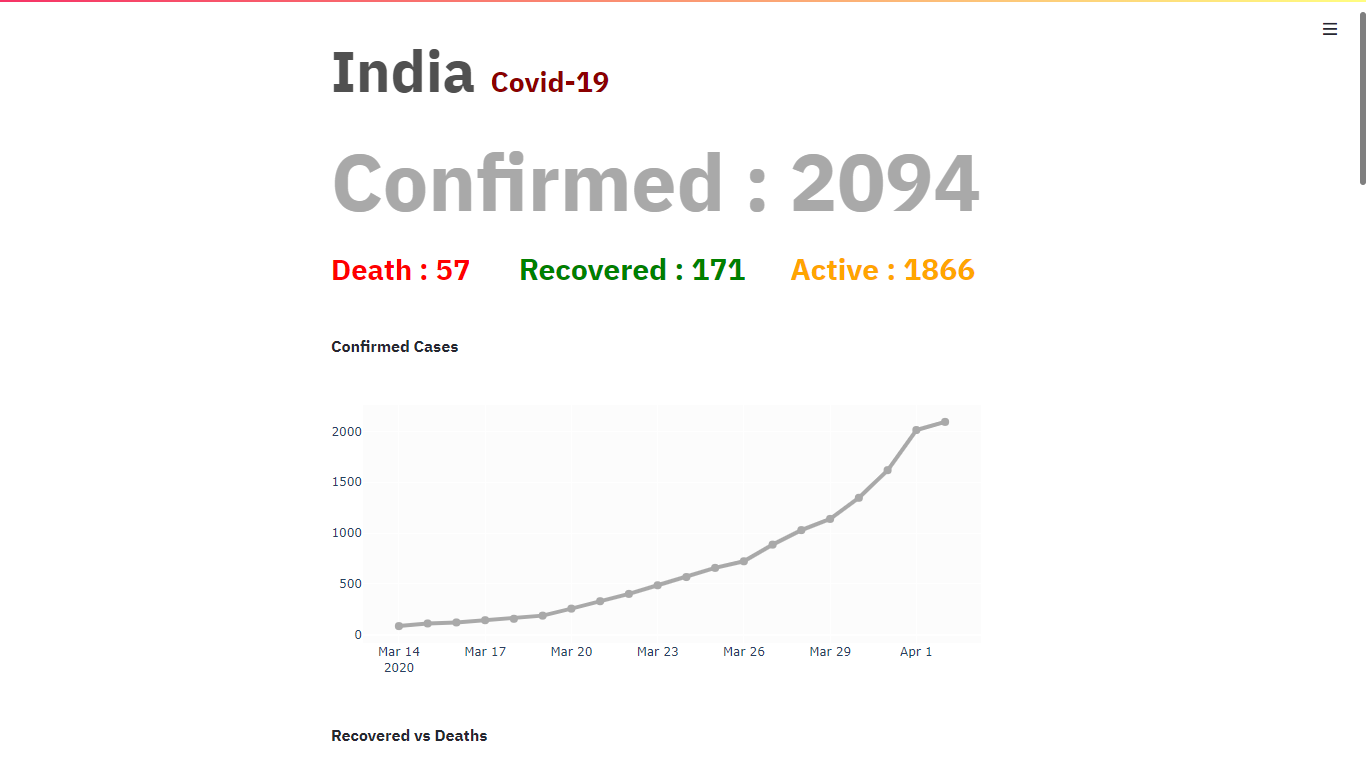 India Covid-19
Confirmed : 2094
Death : 57 Recovered : 171 Active : 1866
Confirmed Cases
2000
1500
1000
500
0
Mar 14 Mar 17 Mar 20 Mar 23 Mar 26 Mar 29 Apr 1
2020
Recovered vs Deaths